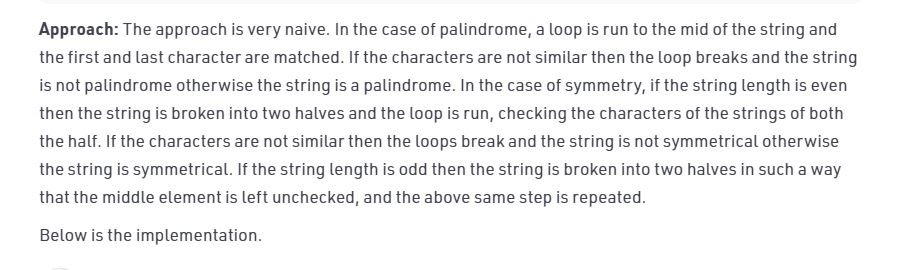 Approach: The approach is very naive. In the case of palindrome, a loop is run to the mid of the string and
the first and last character are matched. If the characters are not similar then the loop breaks and the string
is not palindrome otherwise the string is a palindrome. In the case of symmetry, if the string length is even
then the string is broken into two halves and the loop is run, checking the characters of the strings of both
the half. If the characters are not similar then the loops break and the string is not symmetrical otherwise
the string is symmetrical. If the string length is odd then the string is broken into two halves in such a way
that the middle element is left unchecked, and the above same step is repeated.
Below is the implementation.